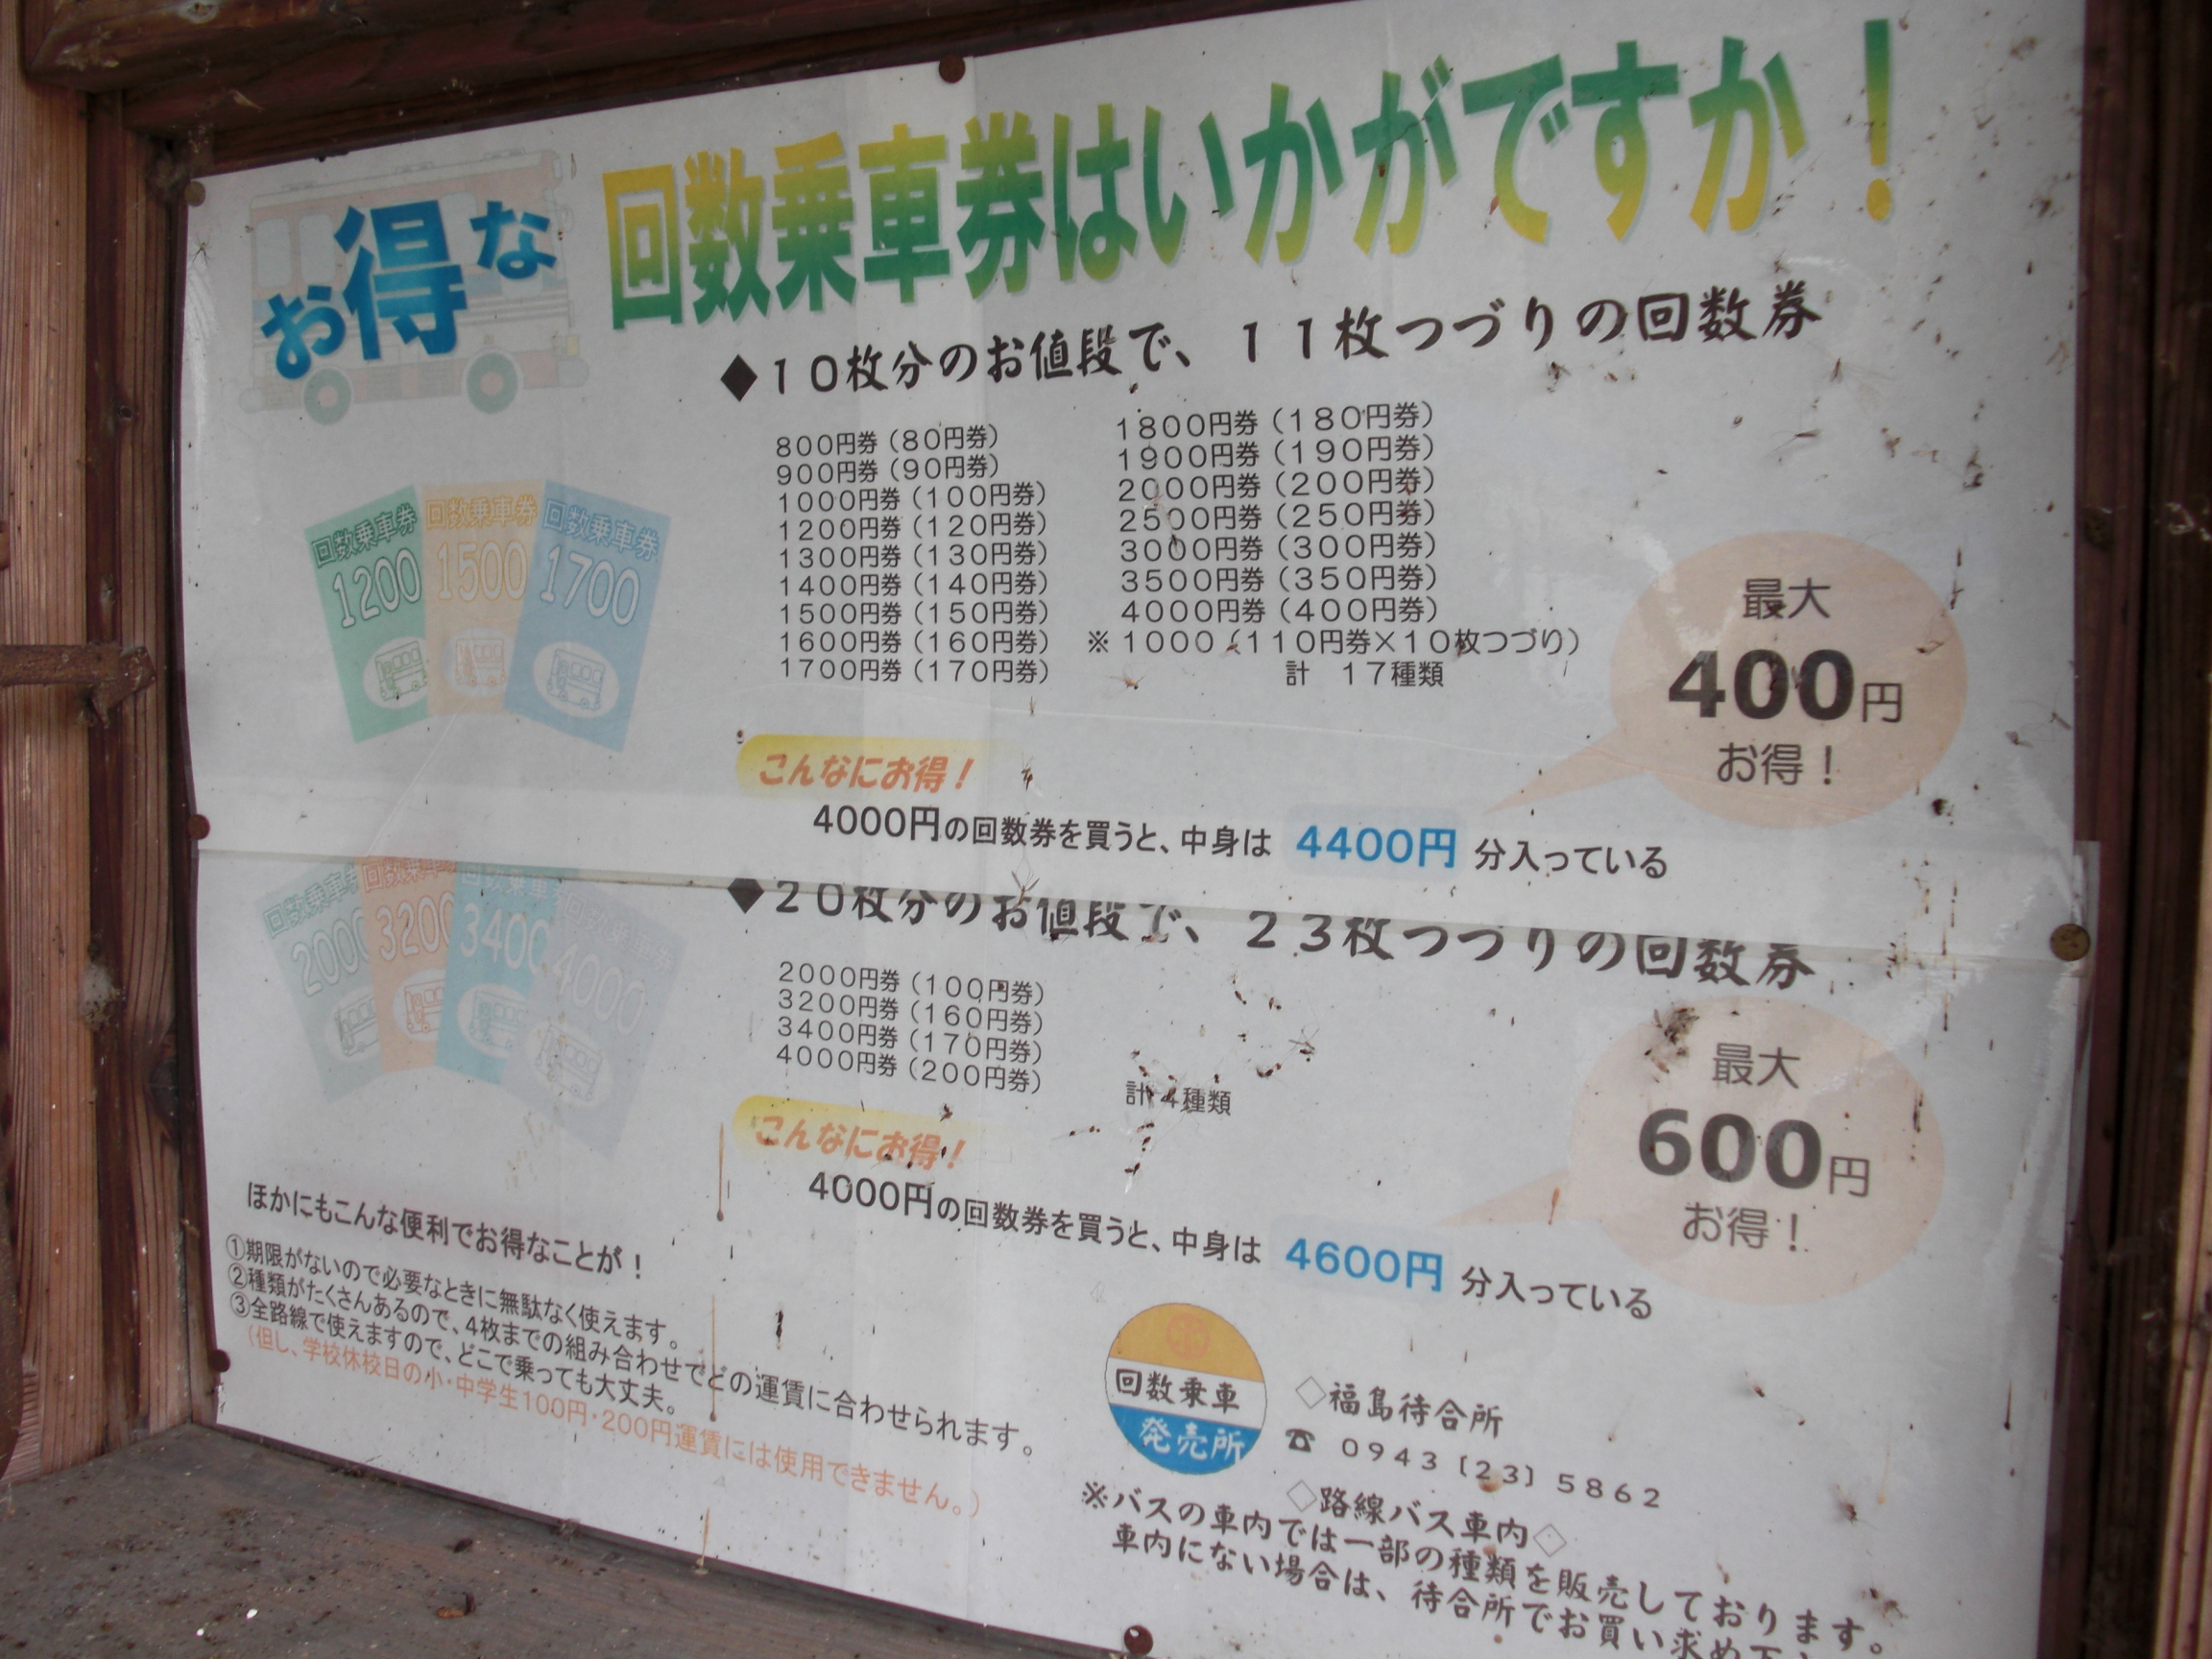 お得な
回数乗車券はいかがですか！
◆１０枚分のお値段で、１１枚つづりの回数券
８００円券（８０円券）
９００円券（９０円券）
１０００円券（１００円券）
１２００円券（１２０円券）
１３００円券（１３０円券）
１４００円券（１４０円券）
１５００円券（１５０円券）
１６００円券（１６０円券）
１７００円券（１７０円券）
１８００円券（１８０円券）
１９００円券（１９０円券）
２０００円券（２００円券）
２５００円券（２５０円券）
３０００円券（３００円券）
３５００円券（３５０円券）
４０００円券（４００円券）
※１０００（１１０円券×１０枚つづり）
計　１７種類
回数乗車券
1200
回数乗車券
1500
回数乗車券
1700
最大
400円
お得！
こんなにお得！
4000円の回数券を買うと、中身は 4400円 分入っている
◆２０枚分のお値段で、２３枚つづりの回数券
２０００円券（１００円券）
３２００円券（１６０円券）
３４００円券（１７０円券）
４０００円券（２００円券）
計４種類
回数乗車券
2000
回数乗車
3200
回数乗車
3400
4000
最大
600円
お得！
こんなにお得！
4000円の回数券を買うと、中身は 4600円 分入っている
ほかにもこんな便利でお得なことが！
①期限がないので必要なときに無駄なく使えます。
②種類がたくさんあるので、4枚までの組み合わせでどの運賃に合わせられます。
③全路線で使えますので、どこで乗っても大丈夫。
（但し、学校休校日の小・中学生100円・200円運賃には使用できません。）
回数乗車
発売所
◇福島待合所
☎ ０９４３（２３）５８６２
◇路線バス車内◇
※バスの車内では一部の種類を販売しております。
車内にない場合は、待合所でお買い求め下